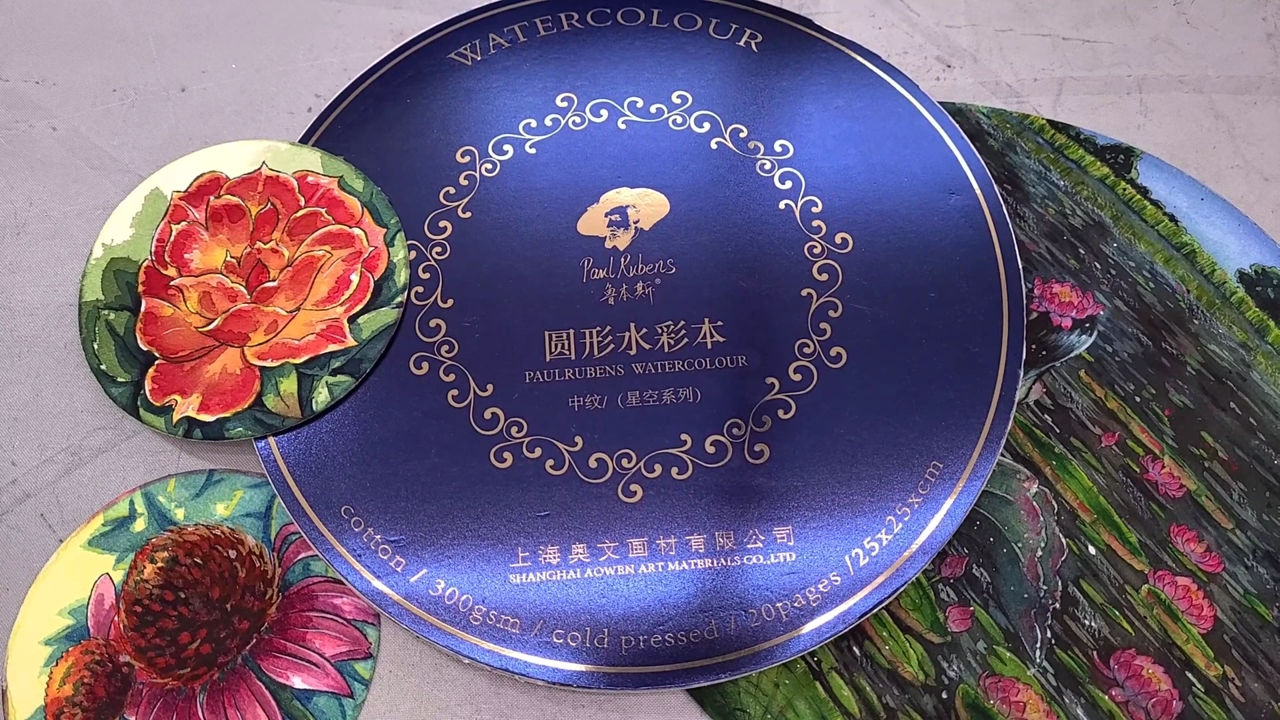 WATERCOLOUR
Paul Rubens
鲁本斯®
圆形水彩本
PAULRUBENS WATERCOLOUR
中纹/（星空系列）
上海奥文画材有限公司
SHANGHAI AOWEN ART MATERIALS CO.,LTD
cotton / 300gsm / cold pressed / 20pages /25x25xcm